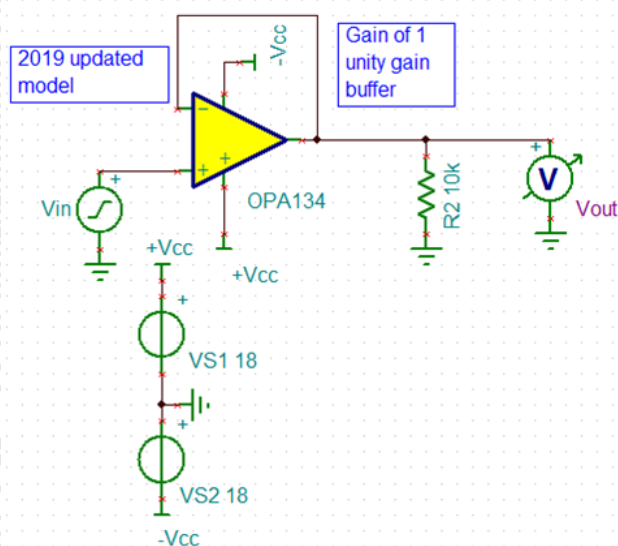 2019 updated
model
-Vcc
Gain of 1
unity gain
buffer
−
+
+
OPA134
+
Vin
+Vcc
R2 10k
+
V
Vout
+Vcc
+
VS1 18
+
VS2 18
-Vcc